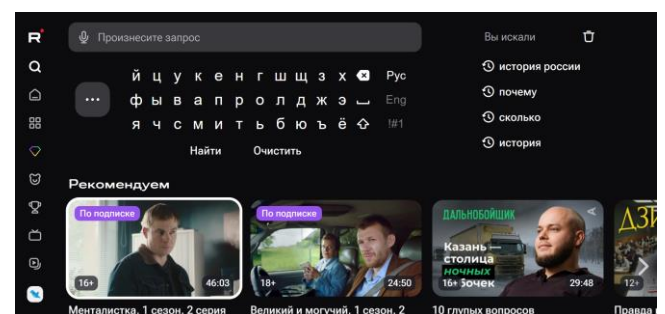 R
Произнесите запрос
Вы искали
й ц у к е н г ш щ з х Рус
ф ы в а п р о л д ж э Eng
я ч с м и т ь б ю ъ ё !#1
Найти Очистить
история россии
почему
сколько
история
Рекомендуем
По подписке
16+
46:03
Менталистка. 1 сезон. 2 серия
По подписке
18+
24:50
Великий и могучий. 1 сезон. 2
ДАЛЬНОБОЙЩИК
Казань —
столица
ночных
бочек
16+
29:48
10 глупых вопросов
АЗИ
12+
Правда